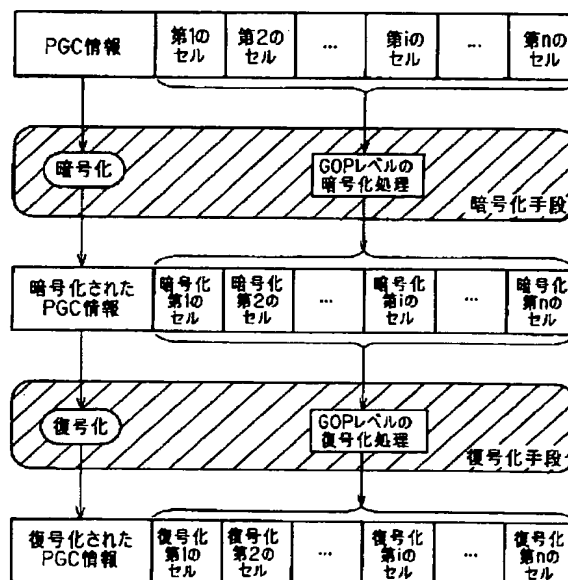 PGC情報
第1の
セル
第2の
セル
...
第iの
セル
...
第nの
セル
暗号化
GOPレベルの
暗号化処理
暗号化手段
暗号化された
PGC情報
暗号化
第1の
セル
暗号化
第2の
セル
...
暗号化
第iの
セル
...
暗号化
第nの
セル
復号化
GOPレベルの
復号化処理
復号化手段
復号化された
PGC情報
復号化
第1の
セル
復号化
第2の
セル
...
復号化
第iの
セル
...
復号化
第nの
セル